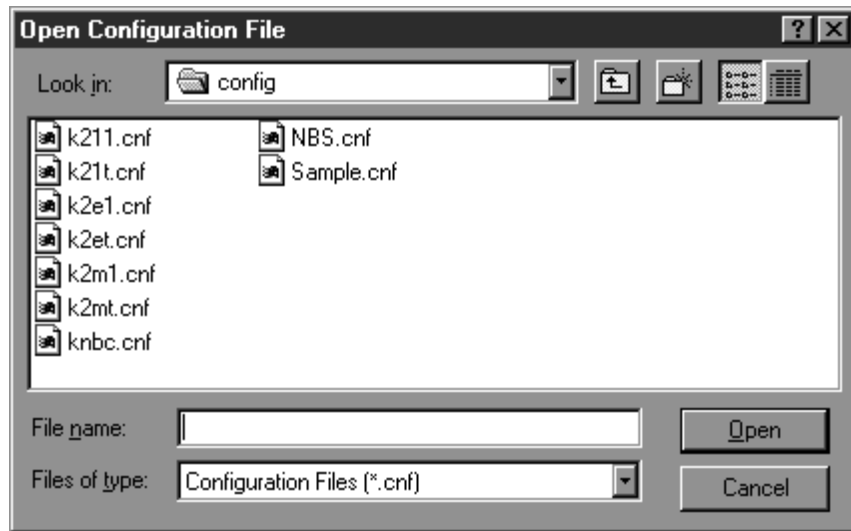 Open Configuration File
Look in: config
k211.cnf
k21t.cnf
k2e1.cnf
k2et.cnf
k2m1.cnf
k2mt.cnf
knbc.cnf
NBS.cnf
Sample.cnf
File name:
Open
Files of type: Configuration Files (*.cnf)
Cancel